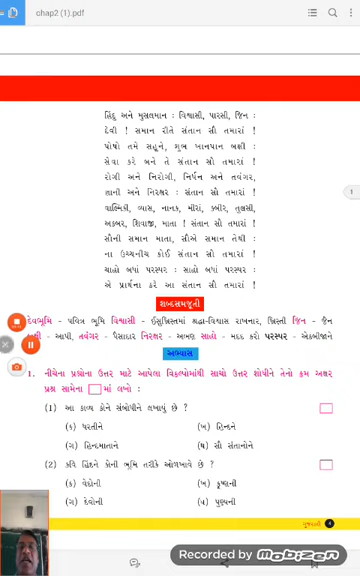 chap2 (1).pdf
હિંદુ અને મુસલમાન : વિશ્વાસી, પારસી, જિન :
દેવી ! સમાન રીતે સંતાન સૌ તમારાં !
પોષો તમે સહુને, શુભ ખાનપાન બક્ષી :
સેવા કરે બને તે સંતાન સૌ તમારાં !
રોગી અને નિરોગી, નિર્ધન અને તવંગર,
જ્ઞાની અને નિરક્ષર : સંતાન સૌ તમારાં !
વાલ્મિકી, વ્યાસ, નાનક, મીરાં, કબીર, તુલસી,
અકબર, શિવાજી, માતા ! સંતાન સૌ તમારાં !
સૌની સમાન માતા, સૌએ સમાન તેથી :
ના ઉચ્ચનીચ કોઈ સંતાન સૌ તમારાં !
ચાહો બધાં પરસ્પર : સાહો બધાં પરસ્પર :
એ પ્રાર્થના કરે આ સંતાન સૌ તમારાં !
1
શબ્દસમજૂતી
દેવભૂમિ - પવિત્ર ભૂમિ વિશ્વાસી - ઈસુખ્રિસ્તમાં શ્રદ્ધા-વિશ્વાસ રાખનાર, ખ્રિસ્તી જિન - જૈન
- આપી, તવંગર - પૈસાદાર નિરક્ષર - અભણ સાહો - મદદ કરો પરસ્પર - એકબીજાને
અભ્યાસ
1. નીચેના પ્રશ્નોના ઉત્તર માટે આપેલા વિકલ્પોમાંથી સાચો ઉત્તર શોધીને તેનો ક્રમ અક્ષર
પ્રશ્ન સામેના માં લખો :
(1) આ કાવ્ય કોને સંબોધીને લખાયું છે ?
(ક) ધરતીને (ખ) હિન્દને
(ગ) હિન્દમાતાને (ઘ) સૌ સંતાનોને
(2) કવિ હિંદને કોની ભૂમિ તરીકે ઓળખાવે છે ?
(ક) વેદોની (ખ) કૃષ્ણની
(ગ) દેવોની (ઘ) પુણ્યની
ગુજરાતી 4
Recorded by mobizen